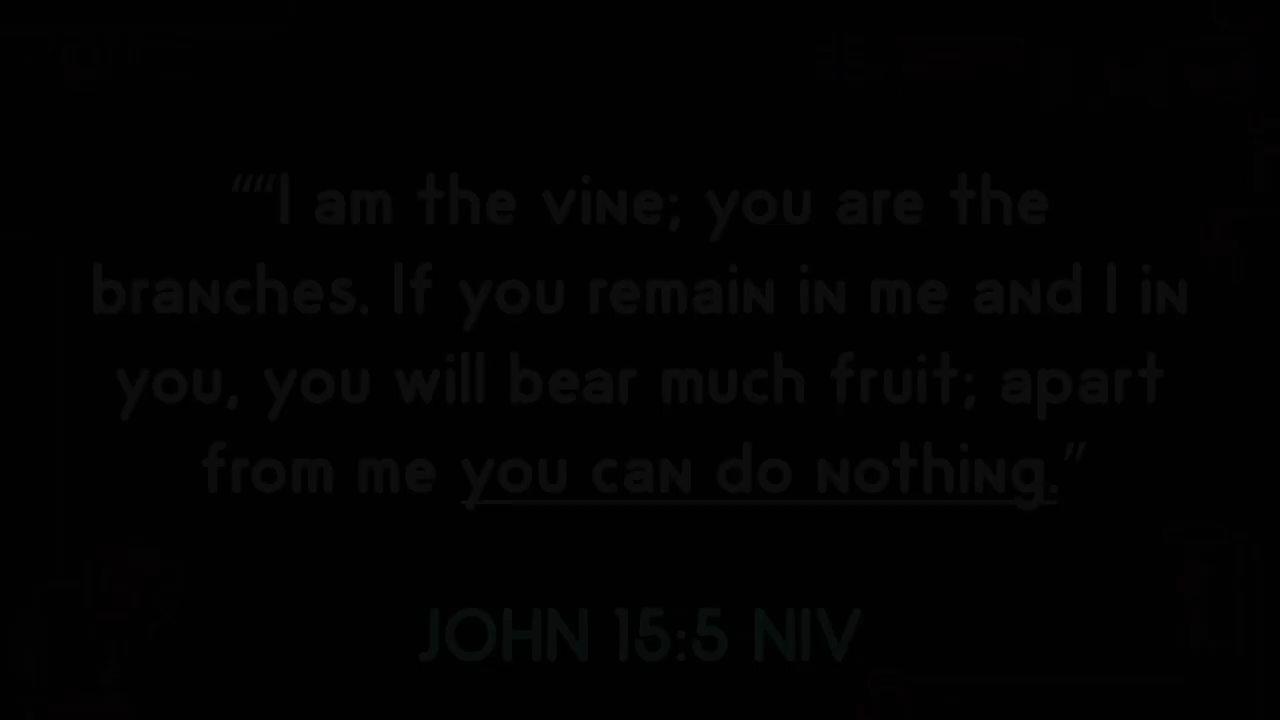 ““I am the vine; you are the
branches. If you remain in me and I in
you, you will bear much fruit; apart
from me you can do nothing.”
JOHN 15:5 NIV